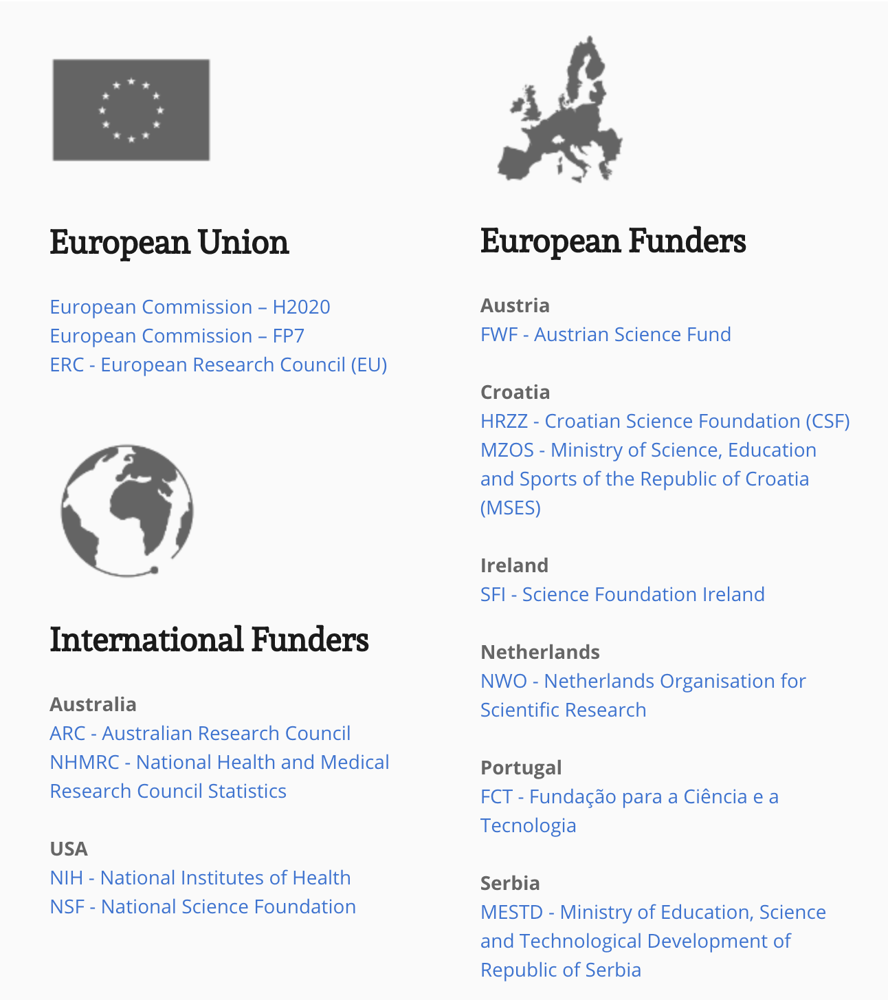 European Union
European Commission – H2020
European Commission – FP7
ERC - European Research Council (EU)
International Funders
Australia
ARC - Australian Research Council
NHMRC - National Health and Medical
Research Council Statistics
USA
NIH - National Institutes of Health
NSF - National Science Foundation
European Funders
Austria
FWF - Austrian Science Fund
Croatia
HRZZ - Croatian Science Foundation (CSF)
MZOS - Ministry of Science, Education
and Sports of the Republic of Croatia
(MSES)
Ireland
SFI - Science Foundation Ireland
Netherlands
NWO - Netherlands Organisation for
Scientific Research
Portugal
FCT - Fundação para a Ciência e a
Tecnologia
Serbia
MESTD - Ministry of Education, Science
and Technological Development of
Republic of Serbia